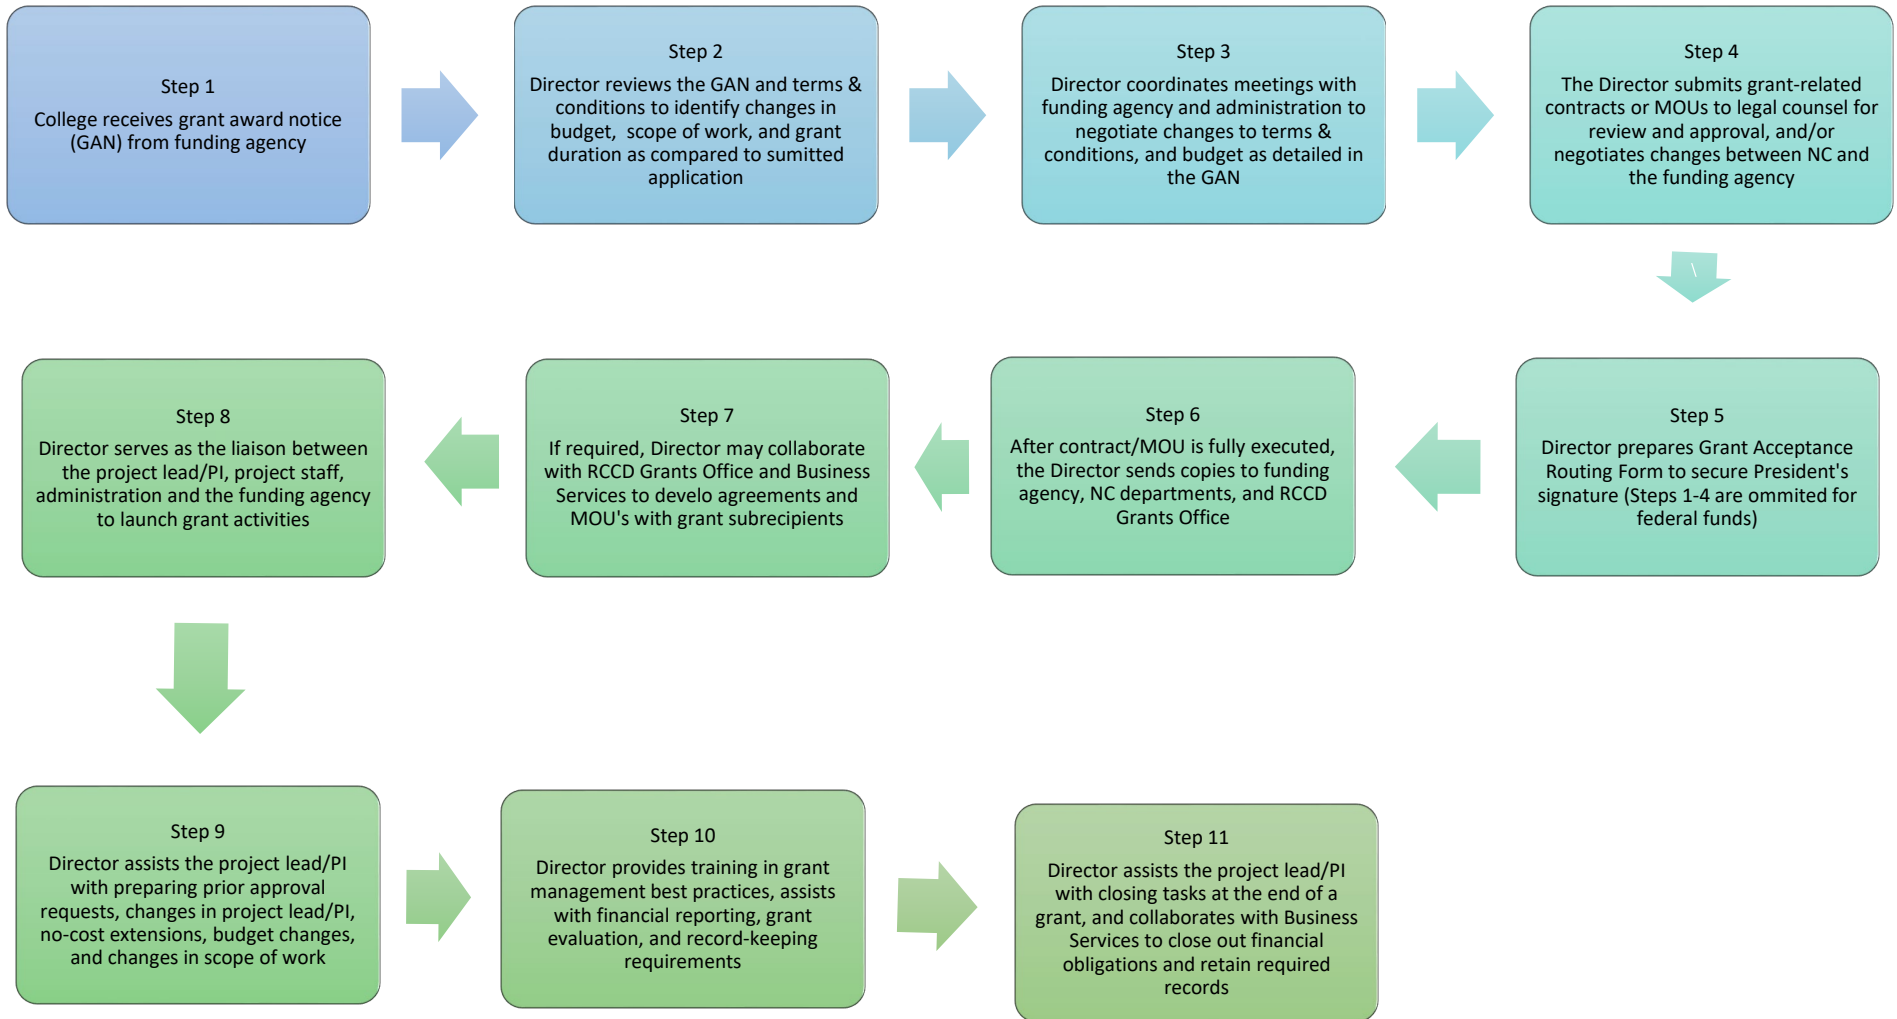 Step 1
College receives grant award notice
(GAN) from funding agency
Step 2
Director reviews the GAN and terms &
conditions to identify changes in
budget, scope of work, and grant
duration as compared to sumitted
application
Step 3
Director coordinates meetings with
funding agency and administration to
negotiate changes to terms &
conditions, and budget as detailed in
the GAN
Step 4
The Director submits grant-related
contracts or MOUs to legal counsel for
review and approval, and/or
negotiates changes between NC and
the funding agency
\
Step 5
Director prepares Grant Acceptance
Routing Form to secure President's
signature (Steps 1-4 are ommited for
federal funds)
Step 6
After contract/MOU is fully executed,
the Director sends copies to funding
agency, NC departments, and RCCD
Grants Office
Step 7
If required, Director may collaborate
with RCCD Grants Office and Business
Services to develo agreements and
MOU's with grant subrecipients
Step 8
Director serves as the liaison between
the project lead/PI, project staff,
administration and the funding agency
to launch grant activities
Step 9
Director assists the project lead/PI
with preparing prior approval
requests, changes in project lead/PI,
no-cost extensions, budget changes,
and changes in scope of work
Step 10
Director provides training in grant
management best practices, assists
with financial reporting, grant
evaluation, and record-keeping
requirements
Step 11
Director assists the project lead/PI
with closing tasks at the end of a
grant, and collaborates with Business
Services to close out financial
obligations and retain required
records